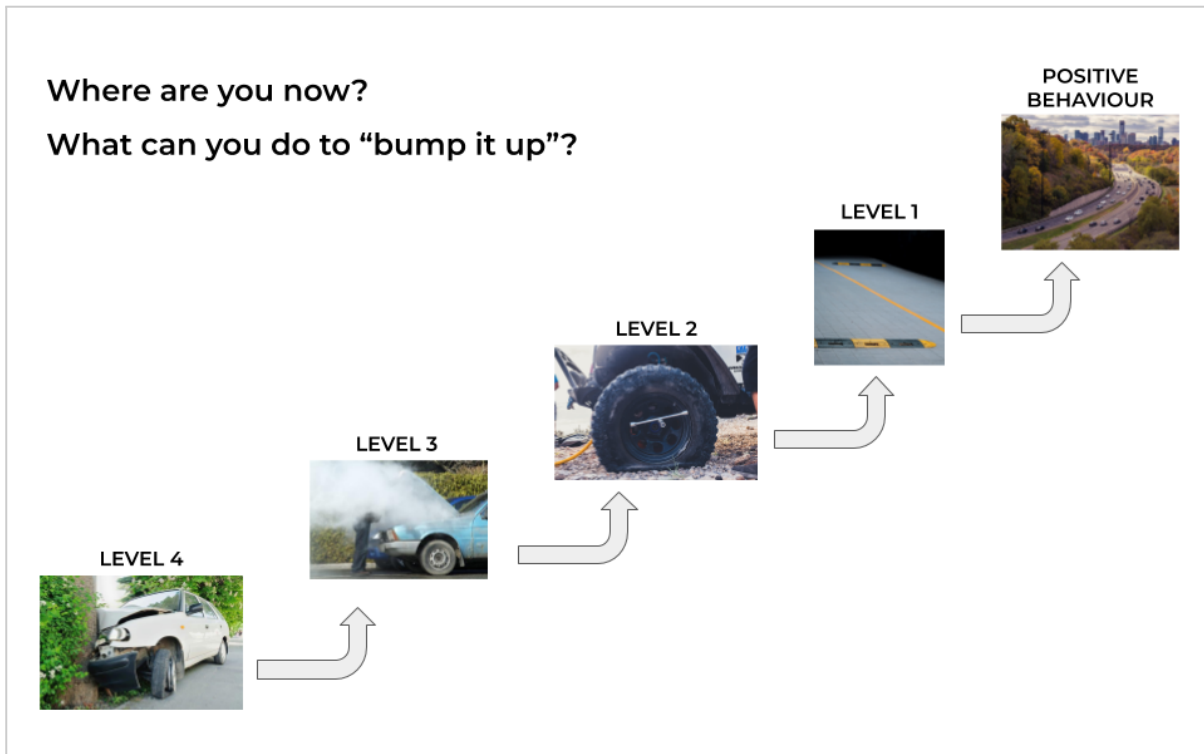 Where are you now?
What can you do to “bump it up”?
POSITIVE
BEHAVIOUR
LEVEL 1
LEVEL 2
LEVEL 3
LEVEL 4